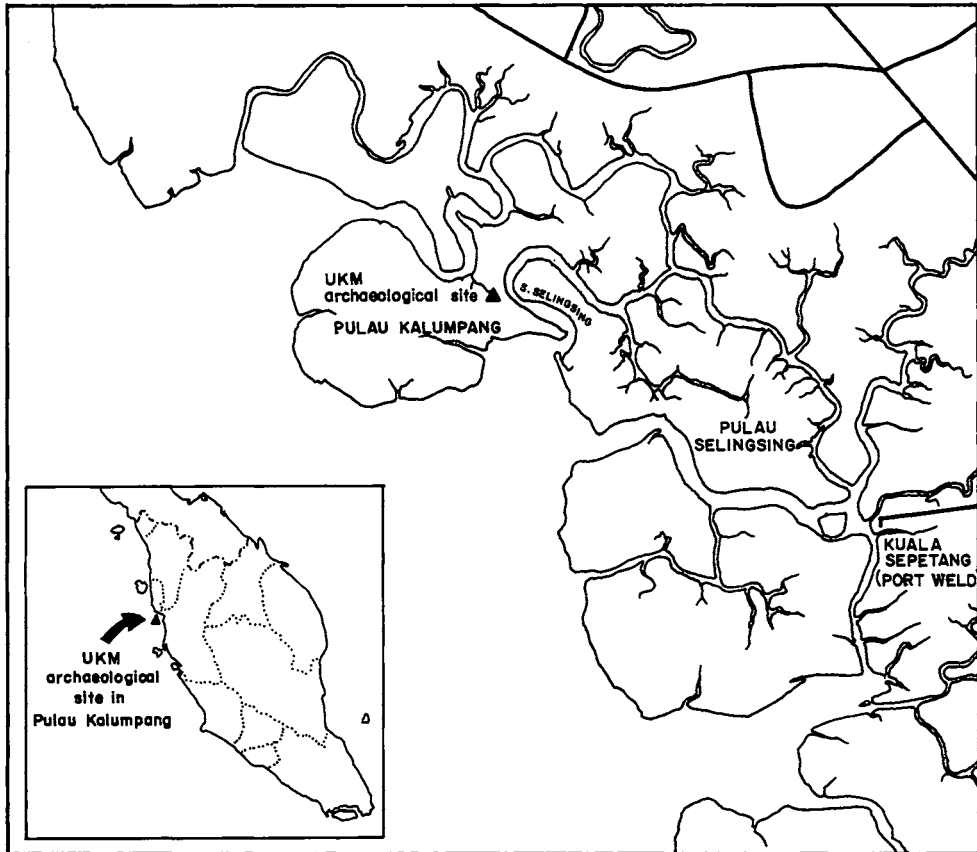 UKM
archaeological site
S. SELINGSING
PULAU KALUMPANG
PULAU
SELINGSING
KUALA
SEPETANG
(PORT WELD
UKM
archaeological
site in
Pulau Kalumpang